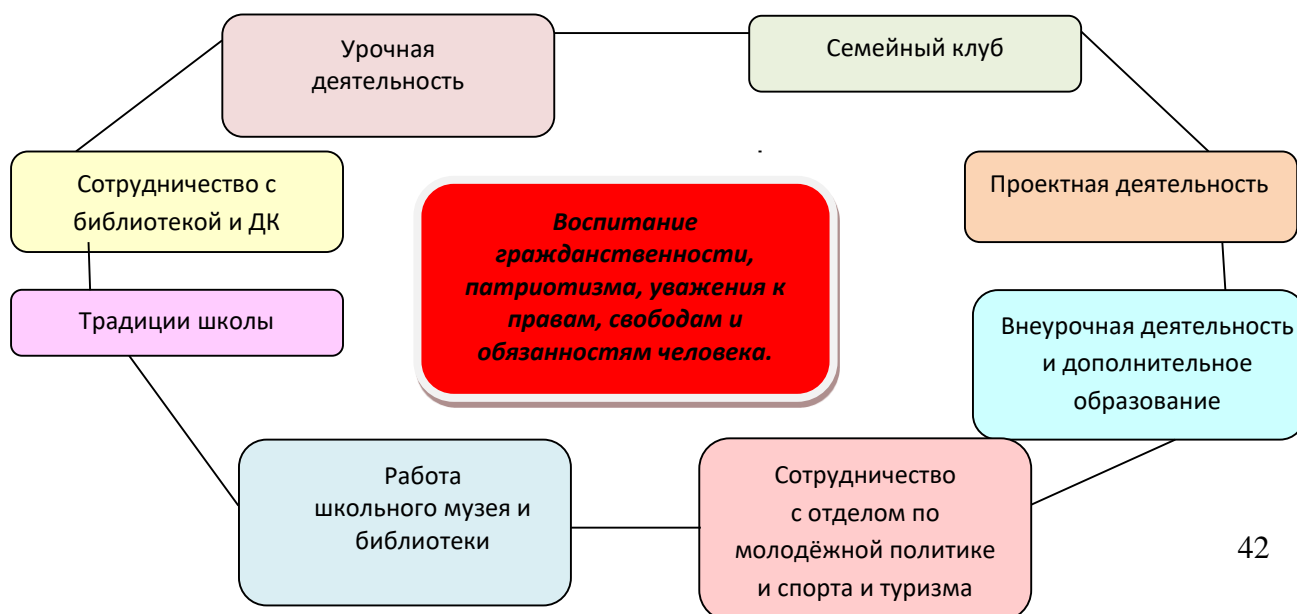 Урочная
деятельность
Семейный клуб
Сотрудничество с
библиотекой и ДК
Проектная деятельность
Воспитание
гражданственности,
патриотизма, уважения к
правам, свободам и
обязанностям человека.
Традиции школы
Внеурочная деятельность
и дополнительное
образование
Работа
школьного музея и
библиотеки
Сотрудничество
с отделом по
молодёжной политике
и спорта и туризма
42